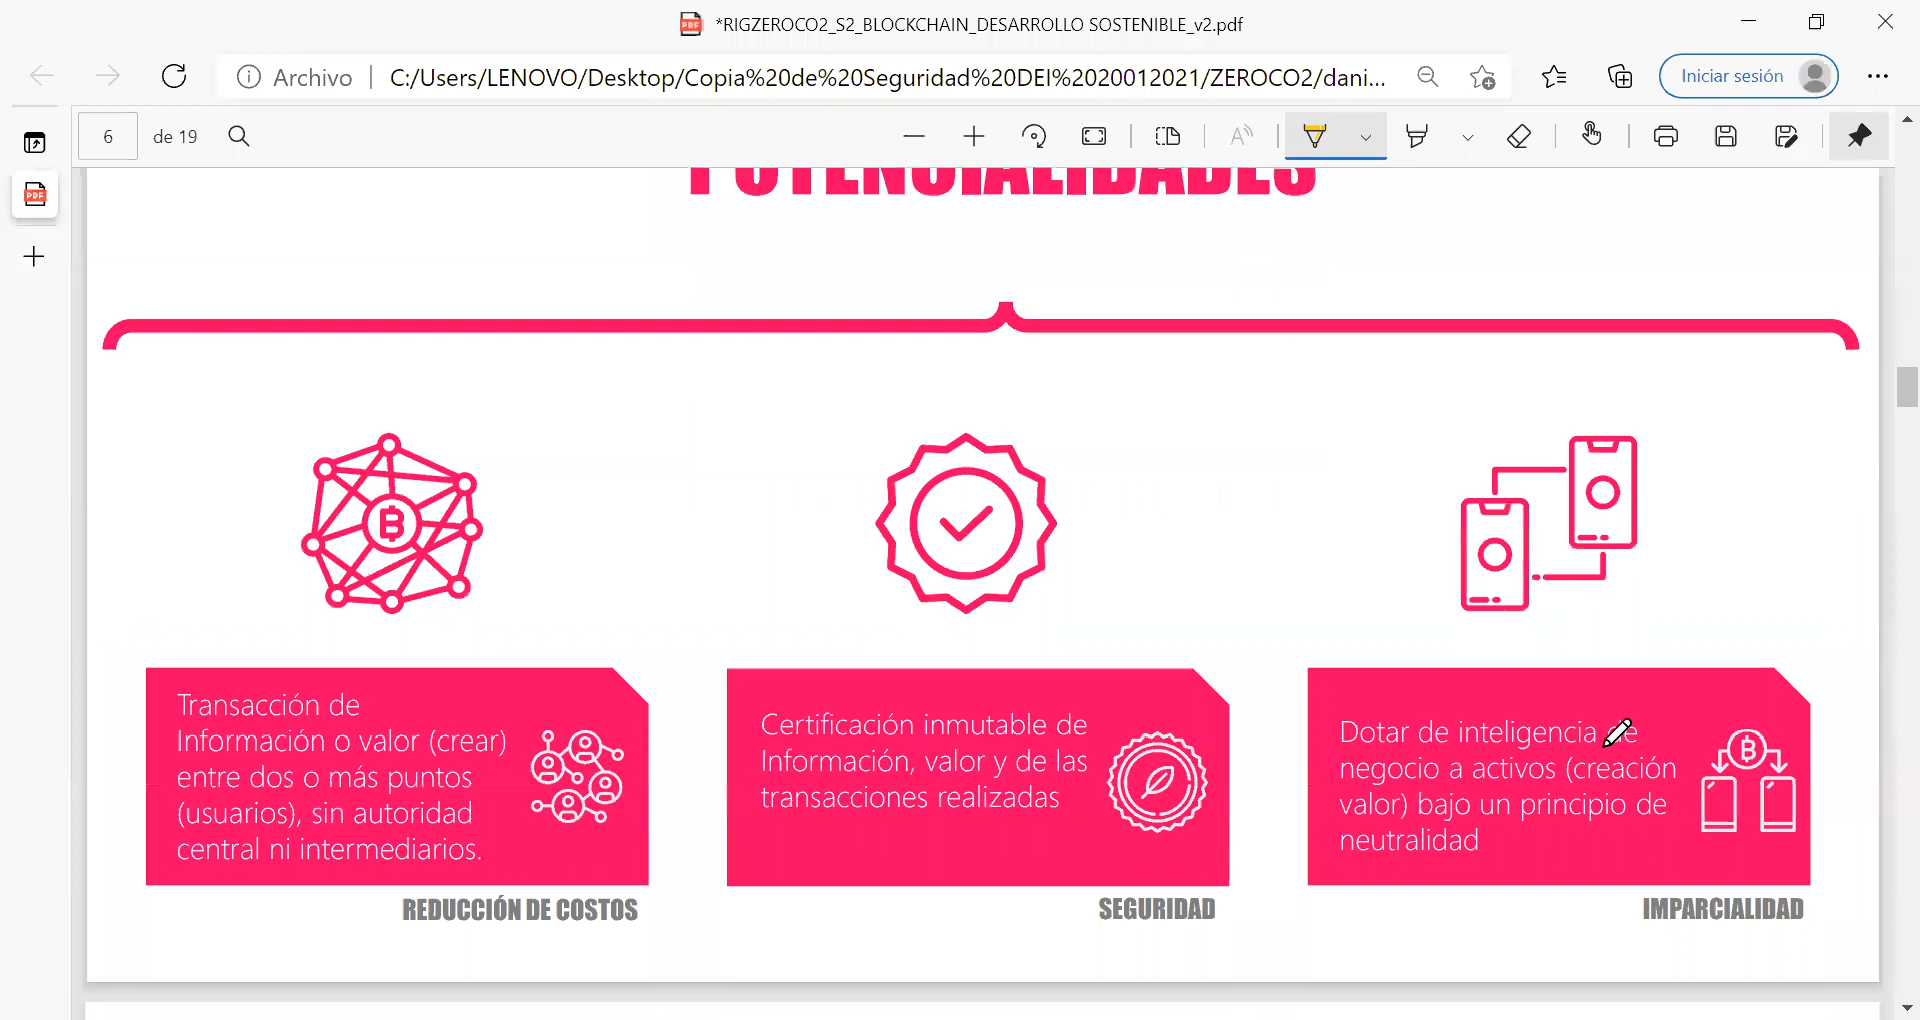 *RIGZEROCO2_S2_BLOCKCHAIN_DESARROLLO SOSTENIBLE_v2.pdf
Archivo | C:/Users/LENOVO/Desktop/Copia%20de%20Seguridad%20DEI%2020012021/ZEROCO2/dani...
Iniciar sesión
6 de 19
POTENCIALIDADES
Transacción de
Información o valor (crear)
entre dos o más puntos
(usuarios), sin autoridad
central ni intermediarios.
REDUCCIÓN DE COSTOS
Certificación inmutable de
Información, valor y de las
transacciones realizadas
SEGURIDAD
Dotar de inteligencia de
negocio a activos (creación
valor) bajo un principio de
neutralidad
IMPARCIALIDAD